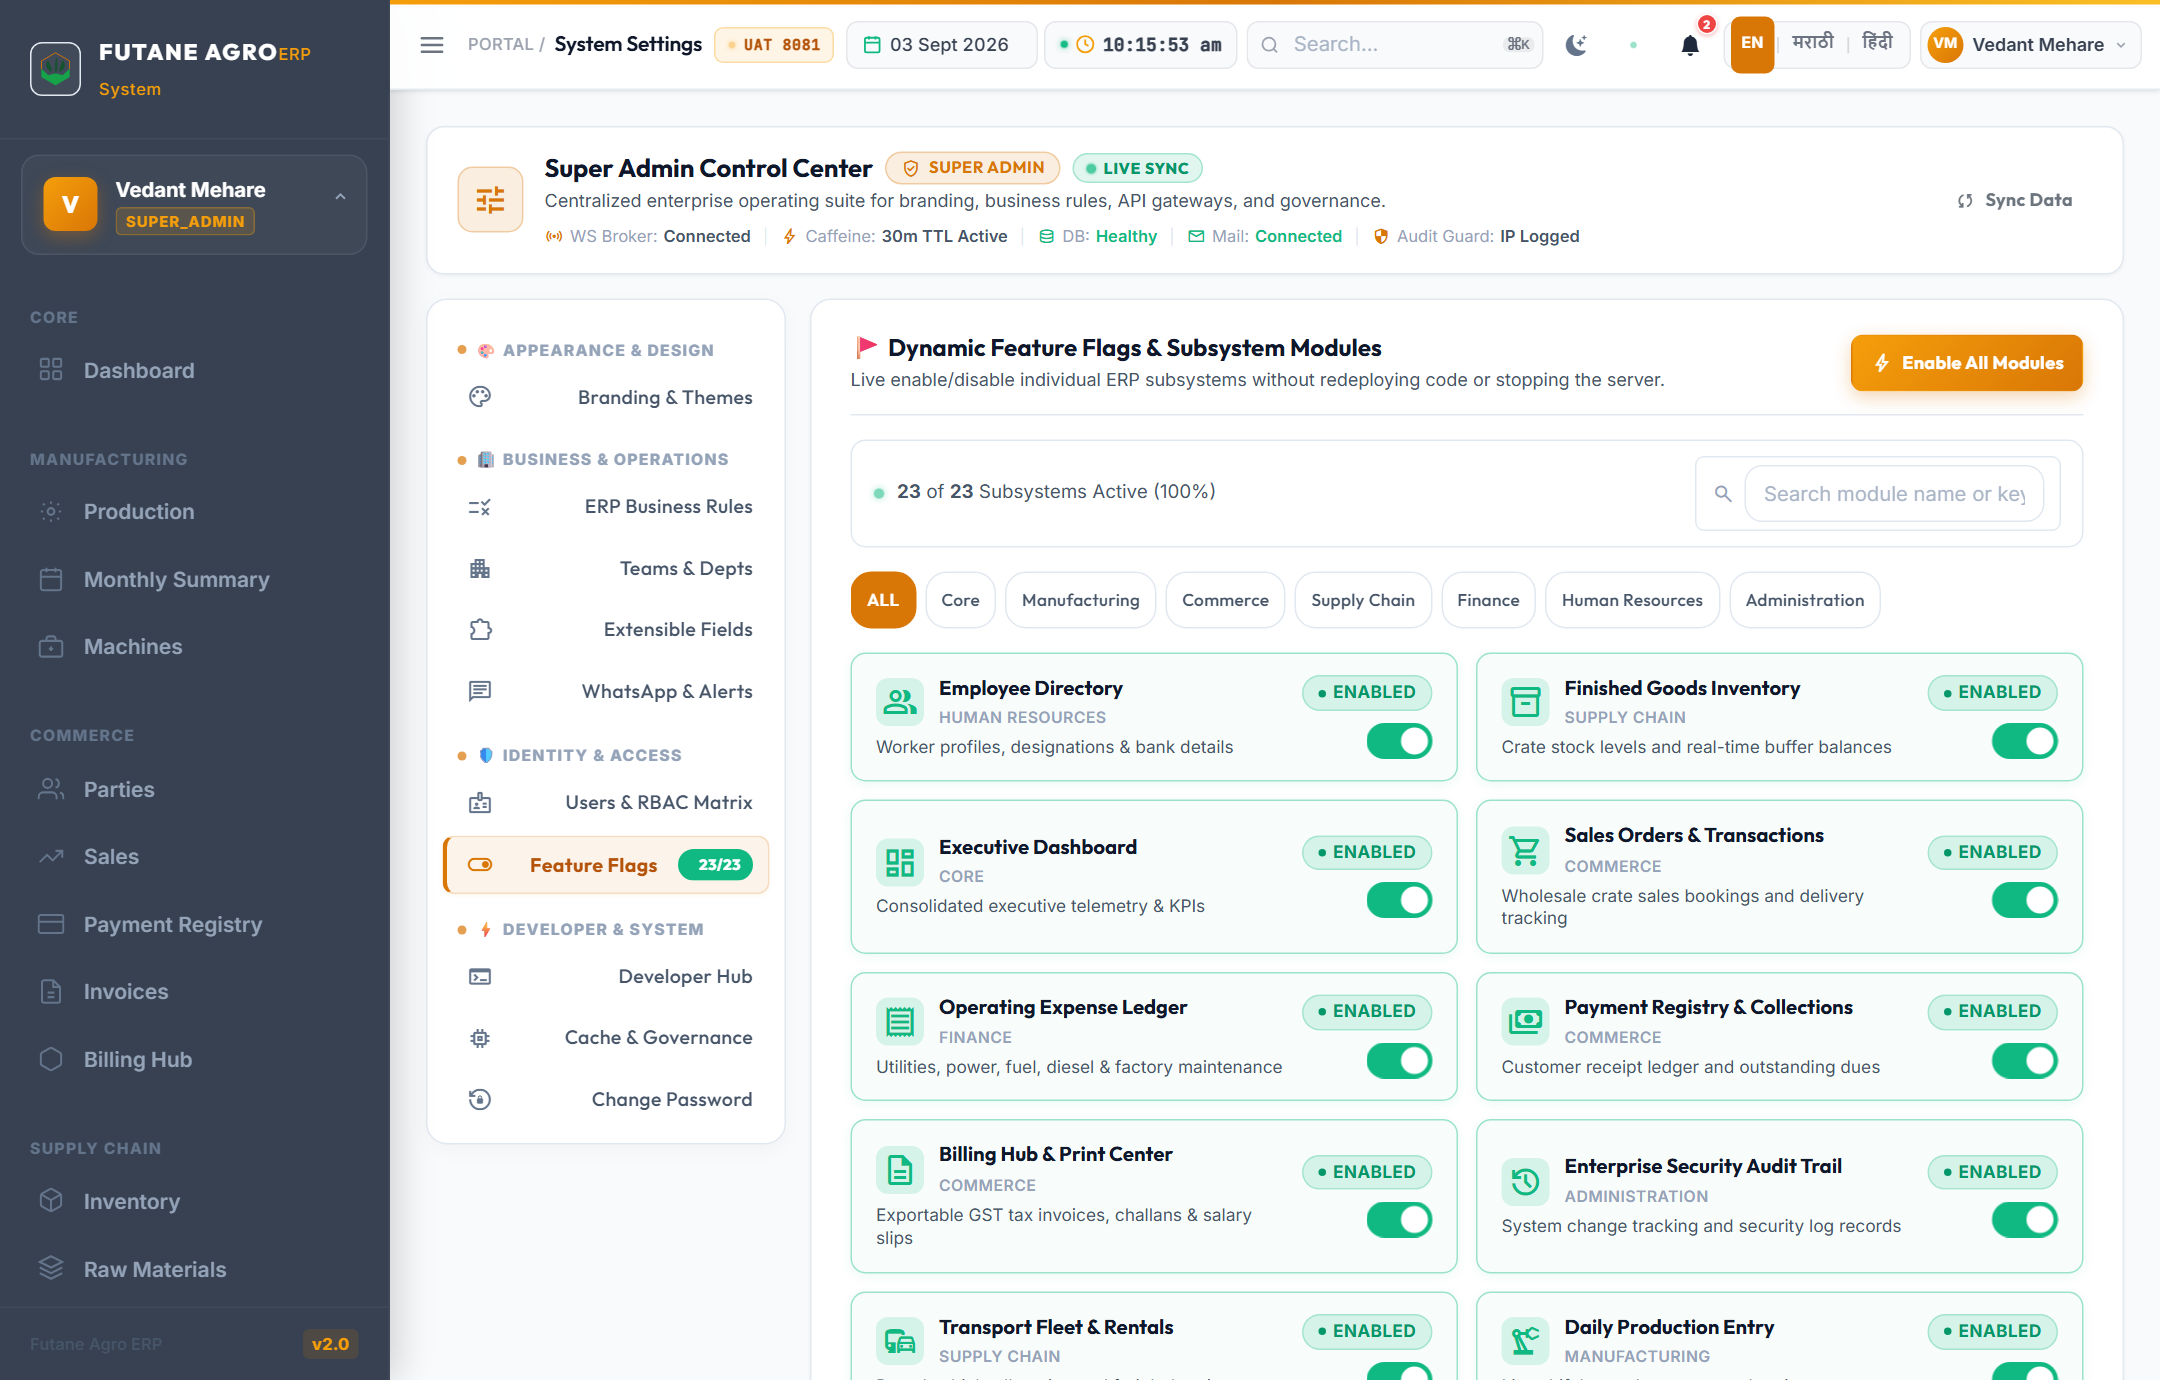 FUTANE AGROERP
System
Vedant Mehare
V
SUPER_ADMIN
CORE
Dashboard
MANUFACTURING
Production
Monthly Summary
Machines
COMMERCE
Parties
Sales
Payment Registry
Invoices
Billing Hub
SUPPLY CHAIN
Inventory
Raw Materials
Futane Agro ERP
v2.0
PORTAL / System Settings
UAT 8081
03 Sept 2026
10:15:53 am
Search...
⌘K
2
EN
मराठी
हिंदी
VM
Vedant Mehare
Super Admin Control Center
SUPER ADMIN
LIVE SYNC
Centralized enterprise operating suite for branding, business rules, API gateways, and governance.
WS Broker: Connected
Caffeine: 30m TTL Active
DB: Healthy
Mail: Connected
Audit Guard: IP Logged
Sync Data
APPEARANCE & DESIGN
Branding & Themes
BUSINESS & OPERATIONS
ERP Business Rules
Teams & Depts
Extensible Fields
WhatsApp & Alerts
IDENTITY & ACCESS
Users & RBAC Matrix
Feature Flags
23/23
DEVELOPER & SYSTEM
Developer Hub
Cache & Governance
Change Password
Dynamic Feature Flags & Subsystem Modules
Live enable/disable individual ERP subsystems without redeploying code or stopping the server.
Enable All Modules
23 of 23 Subsystems Active (100%)
Search module name or key
ALL
Core
Manufacturing
Commerce
Supply Chain
Finance
Human Resources
Administration
Employee Directory
HUMAN RESOURCES
Worker profiles, designations & bank details
ENABLED
Finished Goods Inventory
SUPPLY CHAIN
Crate stock levels and real-time buffer balances
ENABLED
Executive Dashboard
CORE
Consolidated executive telemetry & KPIs
ENABLED
Sales Orders & Transactions
COMMERCE
Wholesale crate sales bookings and delivery
tracking
ENABLED
Operating Expense Ledger
FINANCE
Utilities, power, fuel, diesel & factory maintenance
ENABLED
Payment Registry & Collections
COMMERCE
Customer receipt ledger and outstanding dues
ENABLED
Billing Hub & Print Center
COMMERCE
Exportable GST tax invoices, challans & salary
slips
ENABLED
Enterprise Security Audit Trail
ADMINISTRATION
System change tracking and security log records
ENABLED
Transport Fleet & Rentals
SUPPLY CHAIN
ENABLED
Daily Production Entry
MANUFACTURING
ENABLED